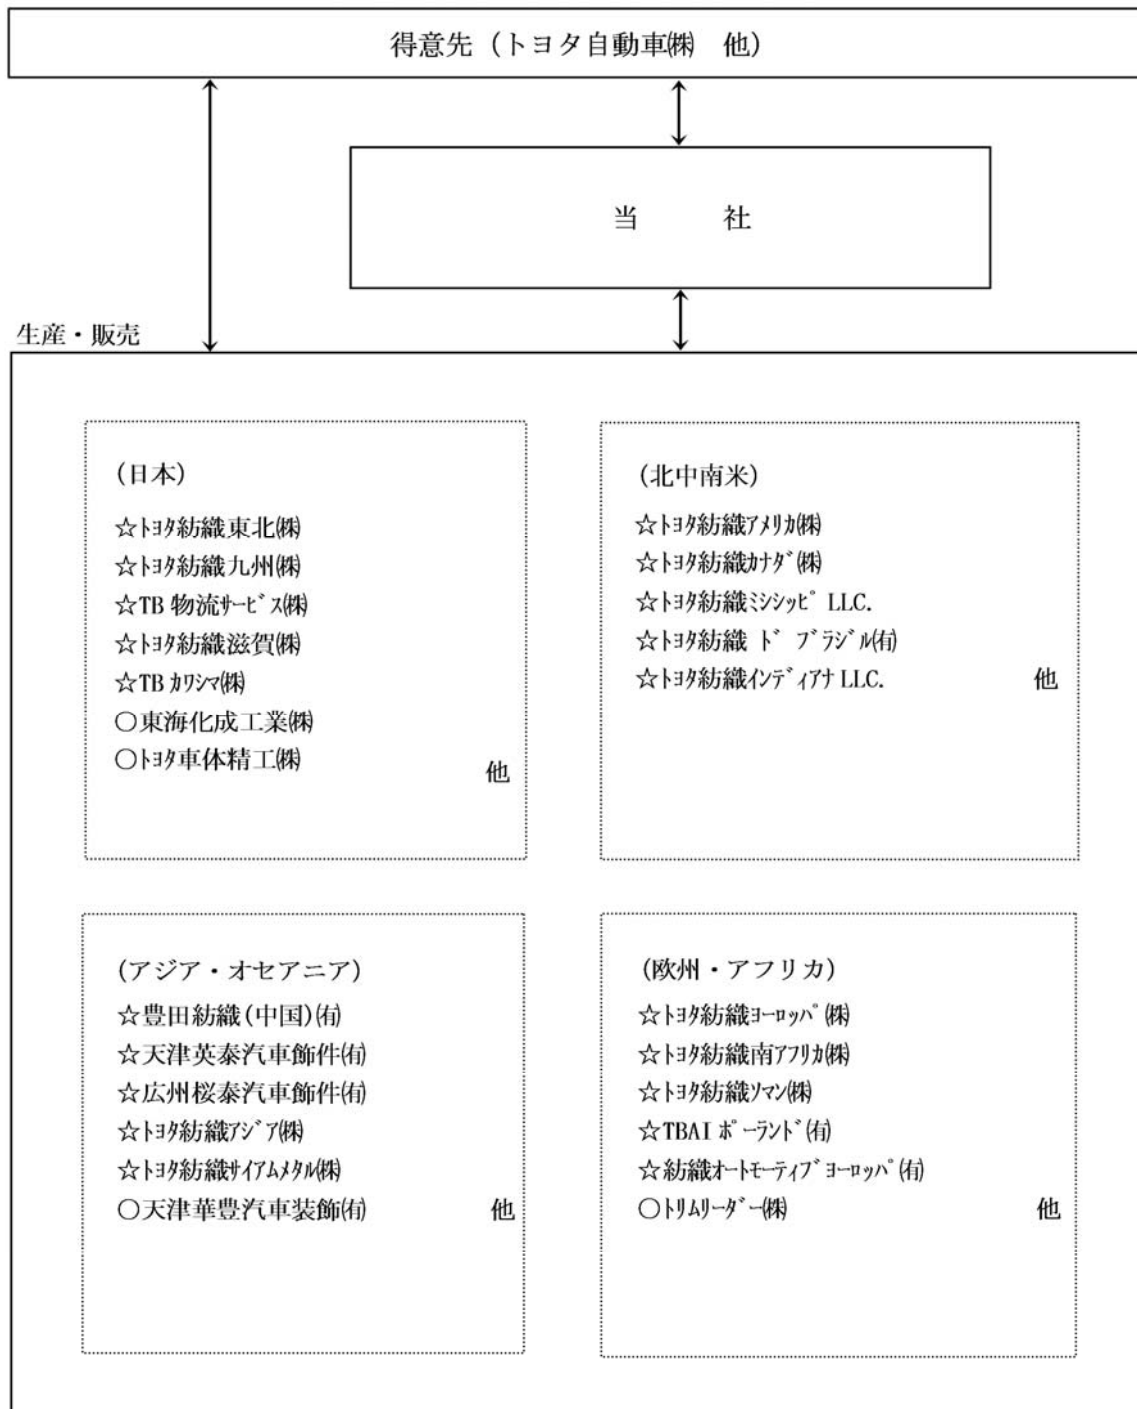 得意先（トヨタ自動車㈱　他）
当　　社
生産・販売
(日本)
☆ﾄﾖﾀ紡織東北㈱
☆ﾄﾖﾀ紡織九州㈱
☆TB 物流ｻｰﾋﾞｽ㈱
☆ﾄﾖﾀ紡織滋賀㈱
☆TB ｶﾜｼﾏ㈱
○東海化成工業㈱
○ﾄﾖﾀ車体精工㈱
他
(北中南米)
☆ﾄﾖﾀ紡織ｱﾒﾘｶ㈱
☆ﾄﾖﾀ紡織ｶﾅﾀﾞ㈱
☆ﾄﾖﾀ紡織ﾐｼｼｯﾋﾟ LLC.
☆ﾄﾖﾀ紡織 ﾄﾞ ﾌﾞﾗｼﾞﾙ㈲
☆ﾄﾖﾀ紡織ｲﾝﾃﾞｨｱﾅ LLC.　他
(アジア・オセアニア)
☆豊田紡織(中国)㈲
☆天津英泰汽車飾件㈲
☆広州桜泰汽車飾件㈲
☆ﾄﾖﾀ紡織ｱｼﾞｱ㈱
☆ﾄﾖﾀ紡織ｻｲｱﾑﾒﾀﾙ㈱
○天津華豊汽車装飾㈲　他
(欧州・アフリカ)
☆ﾄﾖﾀ紡織ﾖｰﾛｯﾊﾟ㈱
☆ﾄﾖﾀ紡織南ｱﾌﾘｶ㈱
☆ﾄﾖﾀ紡織ｿﾏﾝ㈱
☆TBAI ﾎﾟｰﾗﾝﾄﾞ㈲
☆紡織ｵｰﾄﾓｰﾃｨﾌﾞﾖｰﾛｯﾊﾟ㈲
○ﾄﾘﾑﾘｰﾀﾞｰ㈱　他